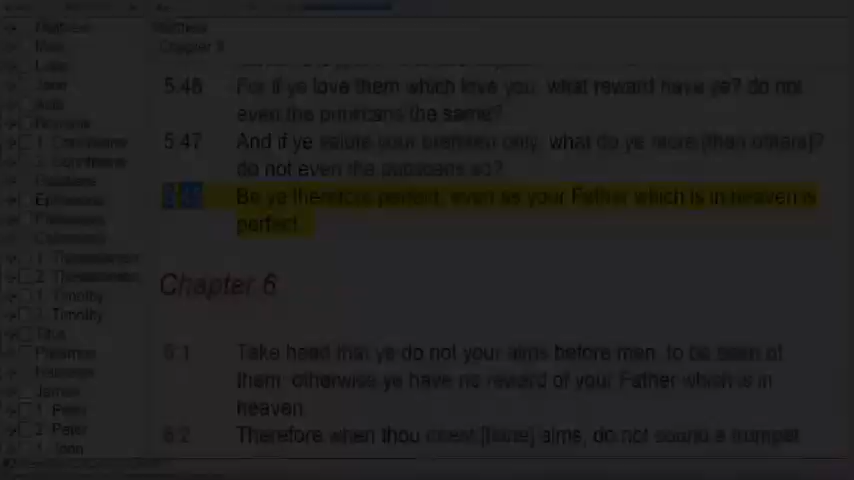 Matthew
Mark
Luke
John
Acts
Romans
1. Corinthians
2. Corinthians
Galatians
Ephesians
Philippians
Colossians
1. Thessalonians
2. Thessalonians
1. Timothy
2. Timothy
Titus
Philemon
Hebrews
James
1. Peter
2. Peter
1. John
Matthew
5.46 For if ye love them which love you, what reward have ye? do not
even the publicans the same?
5.47 And if ye salute your brethren only, what do ye more [than others]?
do not even the publicans so?
Be ye therefore perfect, even as your Father which is in heaven is
perfect.
Chapter 6
6.1 Take heed that ye do not your alms before men, to be seen of
them: otherwise ye have no reward of your Father which is in
heaven.
6.2 Therefore when thou doest [thine] alms, do not sound a trumpet